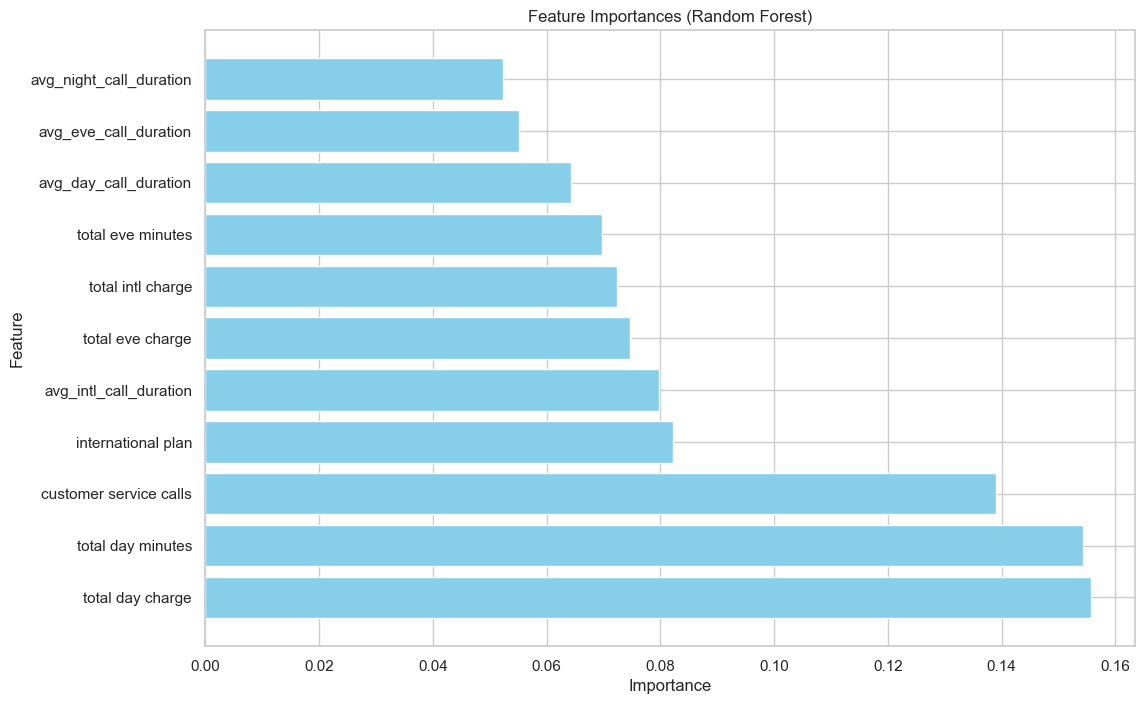 Feature Importances (Random Forest)
avg_night_call_duration
avg_eve_call_duration
avg_day_call_duration
total eve minutes
total intl charge
total eve charge
avg_intl_call_duration
international plan
customer service calls
total day minutes
total day charge
Feature
0.00 0.02 0.04 0.06 0.08 0.10 0.12 0.14 0.16
Importance